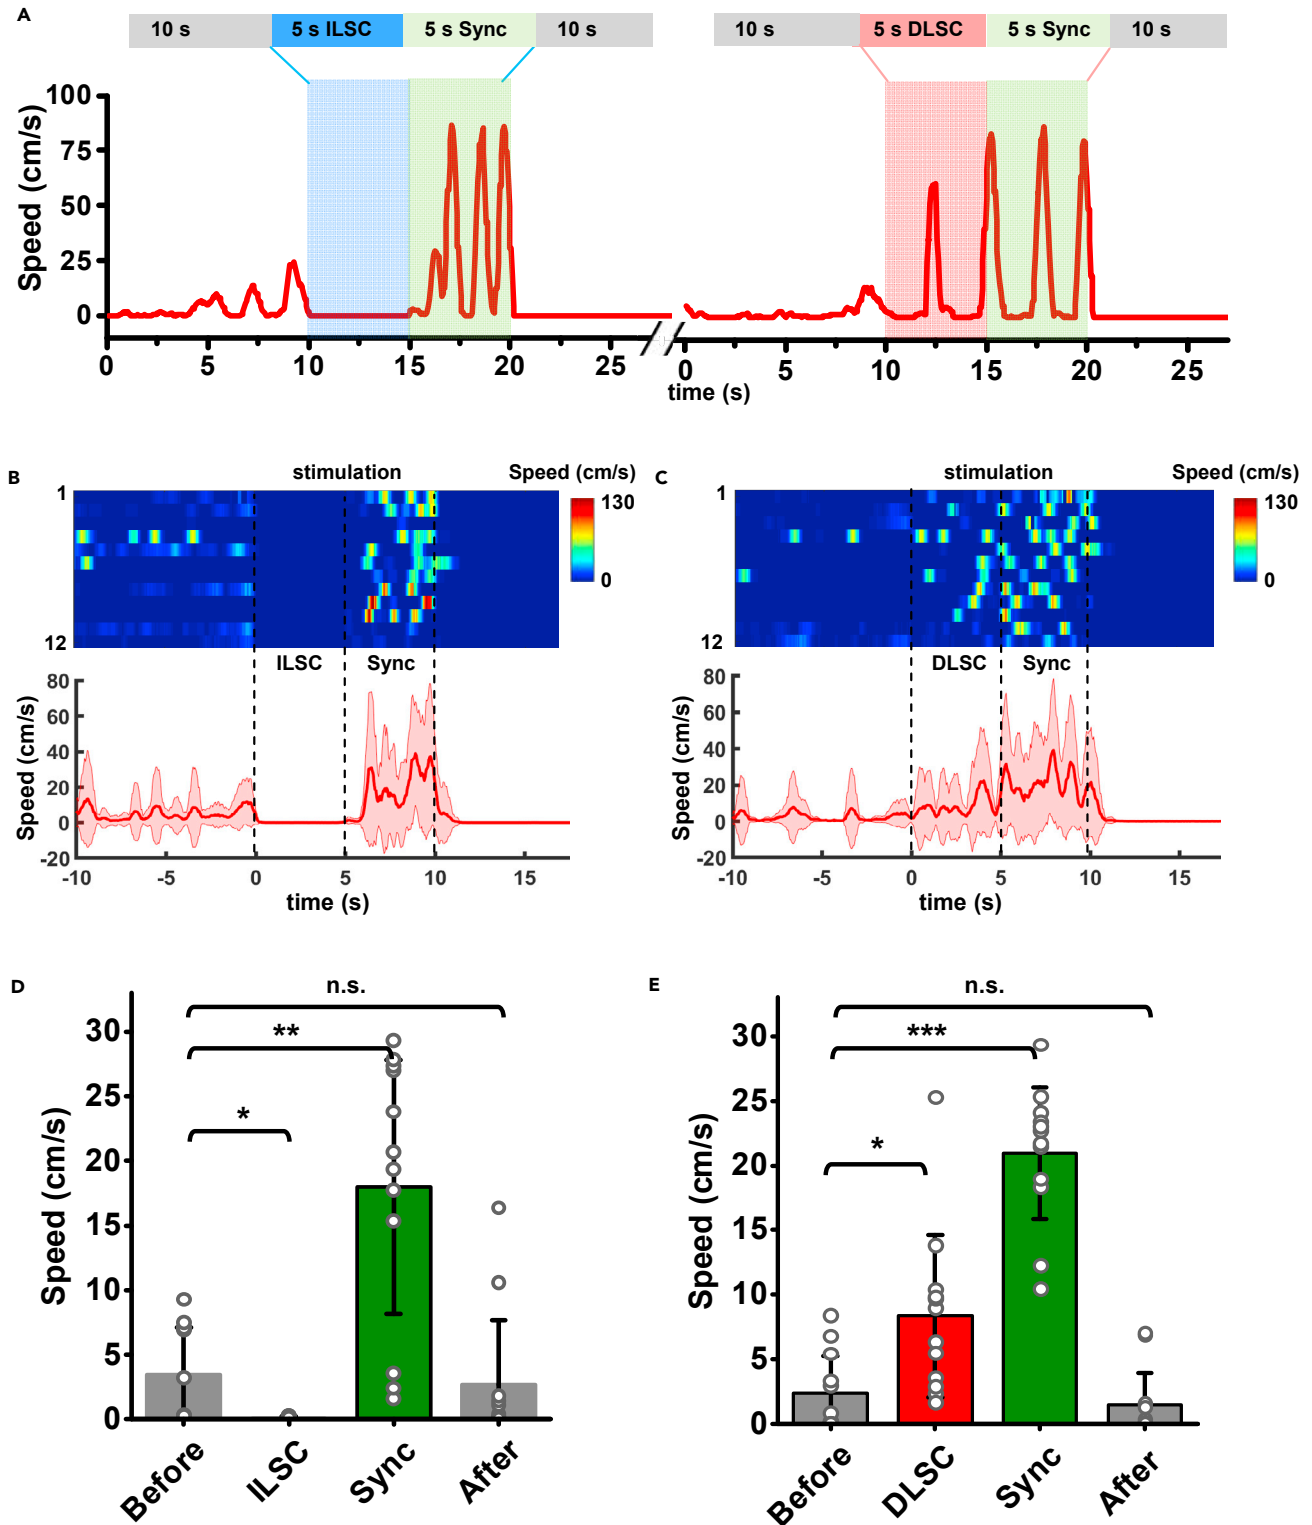 A
10 s 5 s ILSC 5 s Sync 10 s
10 s 5 s DLSC 5 s Sync 10 s
Speed (cm/s)
100
75
50
25
0
0 5 10 15 20 25
0 5 10 15 20 25
time (s)
B
stimulation
Speed (cm/s)
1
12
130
0
ILSC Sync
Speed (cm/s)
80
60
40
20
0
-20
-10 -5 0 5 10 15
time (s)
C
stimulation
Speed (cm/s)
1
12
130
0
DLSC Sync
Speed (cm/s)
80
60
40
20
0
-20
-10 -5 0 5 10 15
time (s)
D
n.s.
**
*
Speed (cm/s)
30
25
20
15
10
5
0
Before ILSC Sync After
E
n.s.
***
*
Speed (cm/s)
30
25
20
15
10
5
0
Before DLSC Sync After